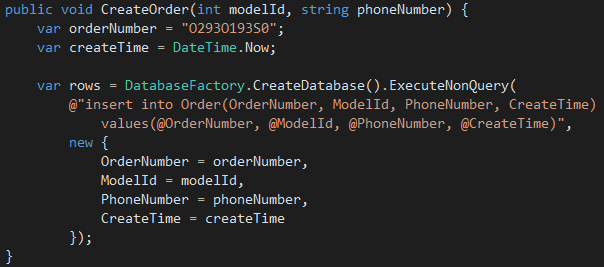 public void CreateOrder(int modelId, string phoneNumber) {
    var orderNumber = "O293O193S0";
    var createTime = DateTime.Now;

    var rows = DatabaseFactory.CreateDatabase().ExecuteNonQuery(
        @"insert into Order(OrderNumber, ModelId, PhoneNumber, CreateTime)
            values(@OrderNumber, @ModelId, @PhoneNumber, @CreateTime)",
        new {
            OrderNumber = orderNumber,
            ModelId = modelId,
            PhoneNumber = phoneNumber,
            CreateTime = createTime
        });
}